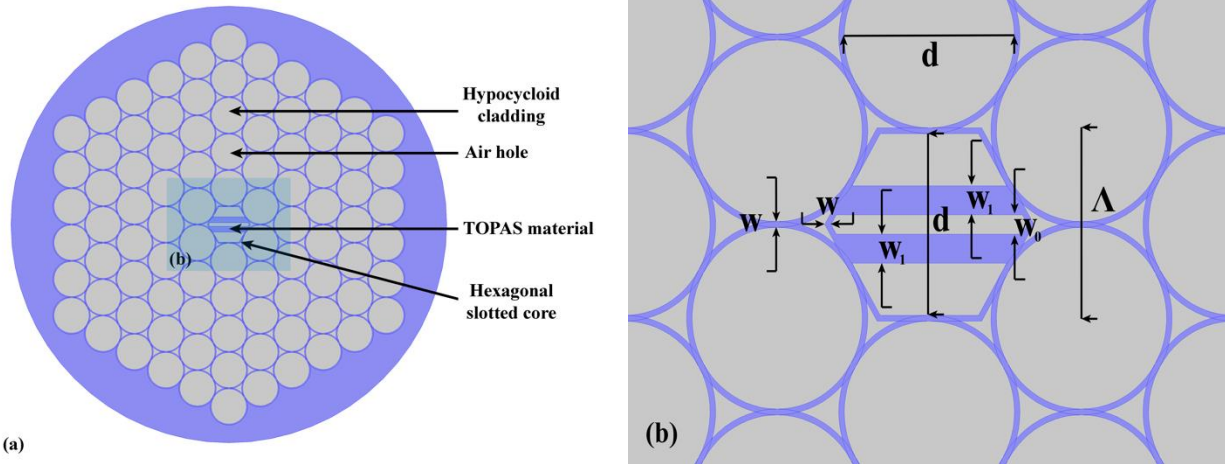 Hypocycloid
cladding
Air hole
TOPAS material
(b)
Hexagonal
slotted core
(a)
d
w
w
w₁
d
w₁
w₀
Λ
(b)